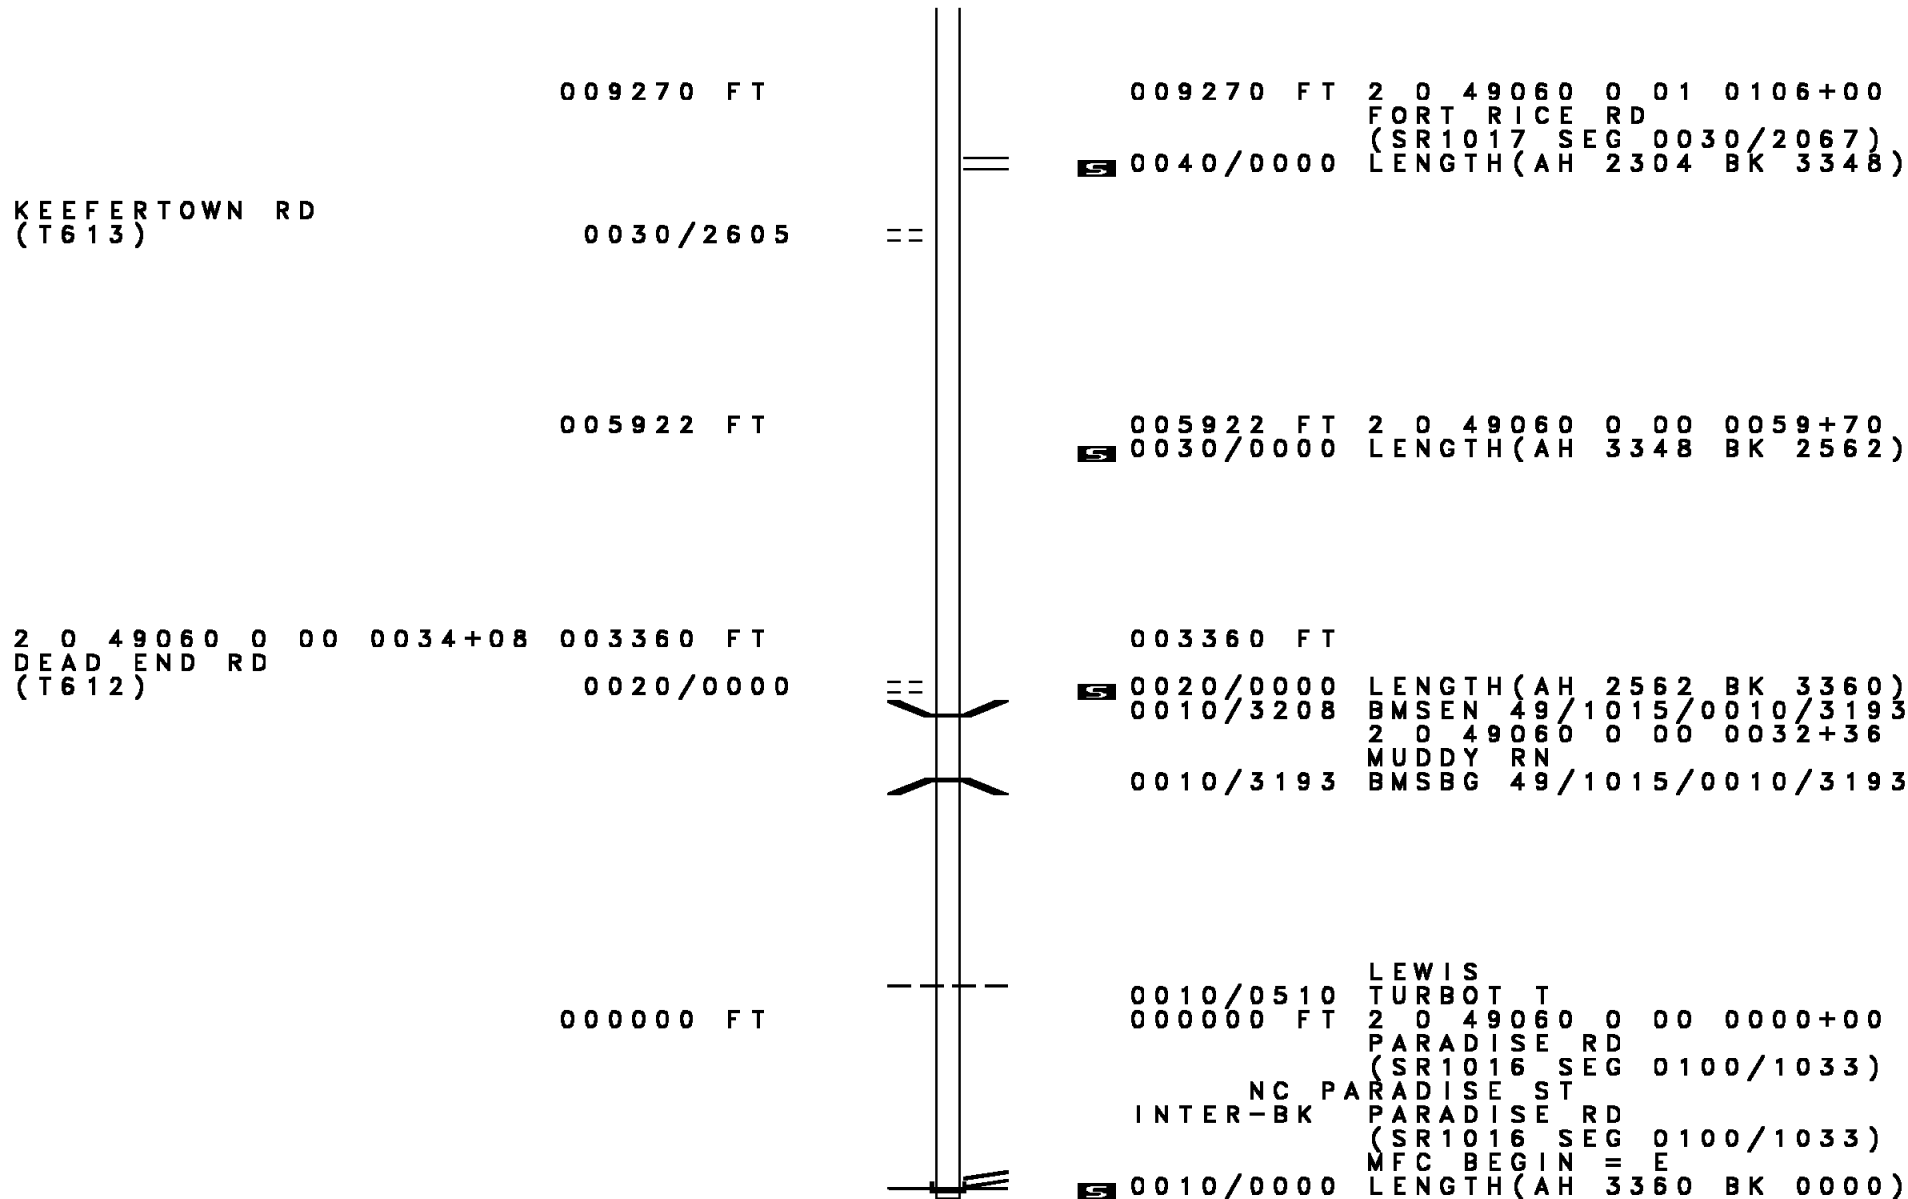 009270 FT 009270 FT 2 0 49060 0 01 0106+00
FORT RICE RD
(SR1017 SEG 0030/2067)
S 0040/0000 LENGTH(AH 2304 BK 3348)
KEEFERTOWN RD
(T613) 0030/2605
005922 FT 005922 FT 2 0 49060 0 00 0059+70
S 0030/0000 LENGTH(AH 3348 BK 2562)
2 0 49060 0 00 0034+08 003360 FT 003360 FT
DEAD END RD
(T612) 0020/0000 S 0020/0000 LENGTH(AH 2562 BK 3360)
0010/3208 BMSEN 49/1015/0010/3193
2 0 49060 0 00 0032+36
MUDDY RN
0010/3193 BMSBG 49/1015/0010/3193
LEWIS
0010/0510 TURBOT T
000000 FT 000000 FT 2 0 49060 0 00 0000+00
PARADISE RD
(SR1016 SEG 0100/1033)
NC PARADISE ST
INTER-BK PARADISE RD
(SR1016 SEG 0100/1033)
MFC BEGIN = E
S 0010/0000 LENGTH(AH 3360 BK 0000)